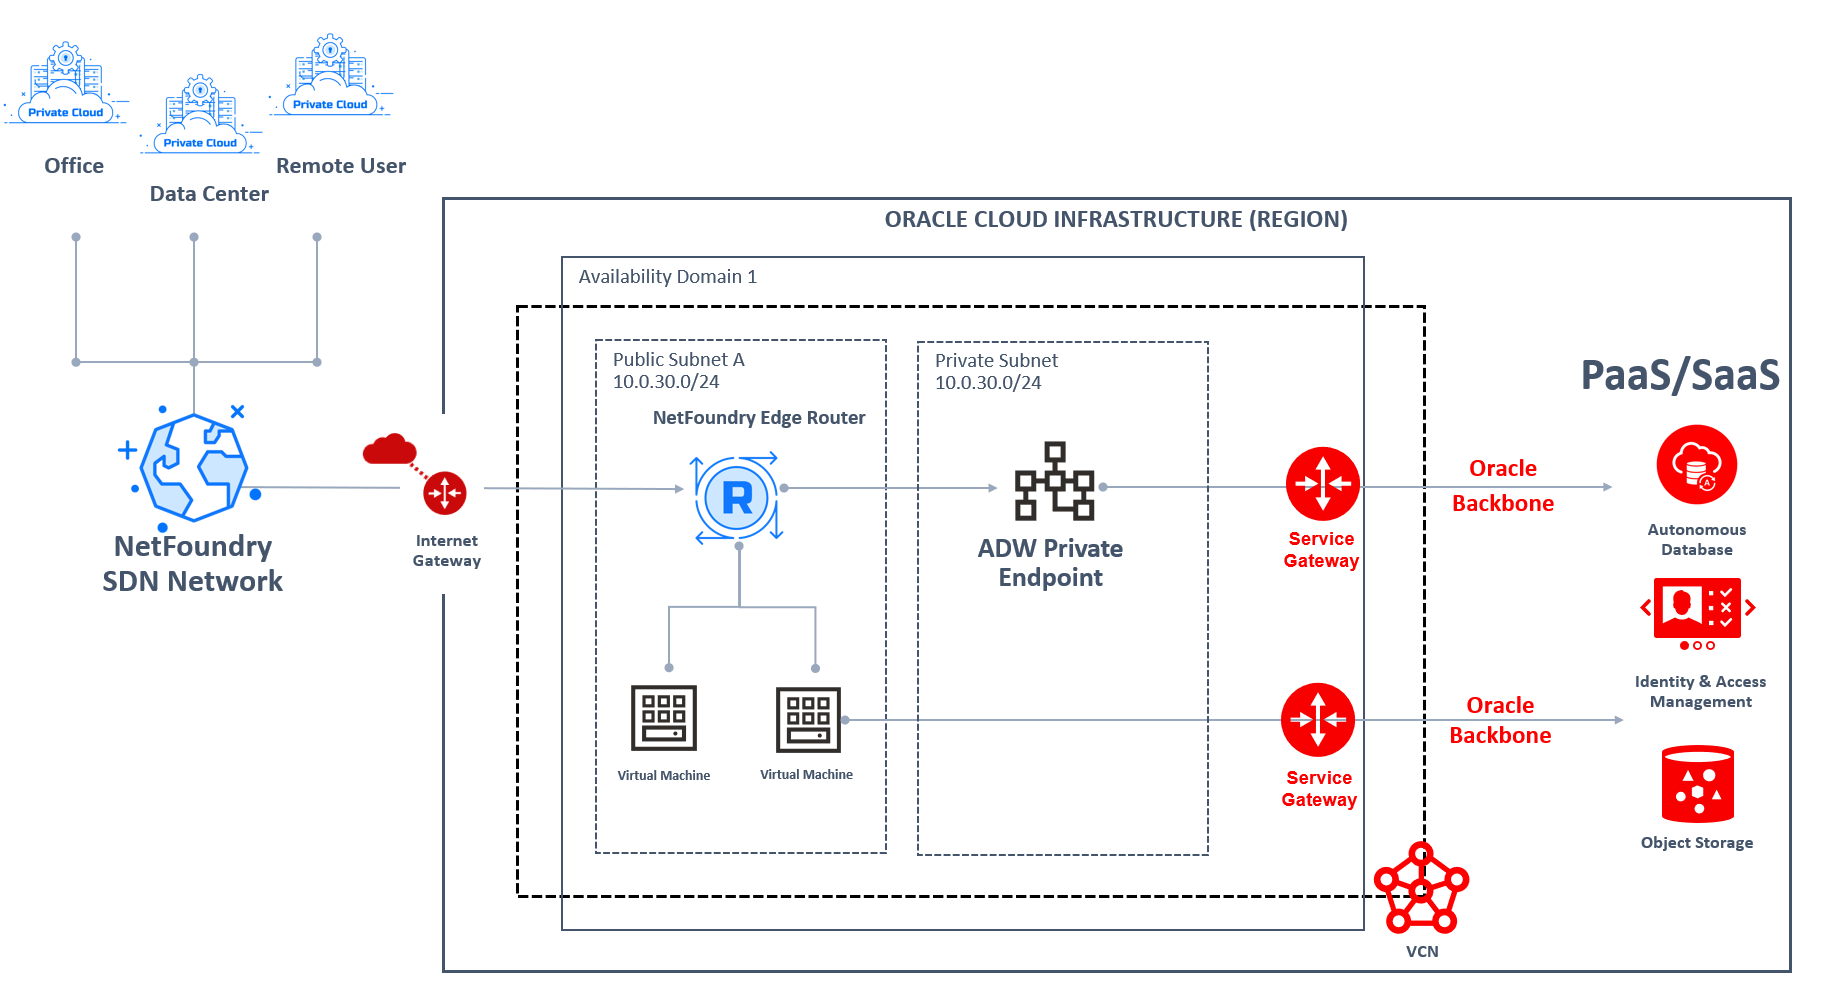 Private Cloud
Office
Private Cloud
Data Center
Private Cloud
Remote User
ORACLE CLOUD INFRASTRUCTURE (REGION)
Availability Domain 1
Public Subnet A
10.0.30.0/24
NetFoundry Edge Router
R
Private Subnet
10.0.30.0/24
PaaS/SaaS
NetFoundry
SDN Network
Internet
Gateway
ADW Private
Endpoint
Service
Gateway
Oracle
Backbone
A
Autonomous
Database
Identity & Access
Management
Virtual Machine
Virtual Machine
Service
Gateway
Oracle
Backbone
Object Storage
VCN